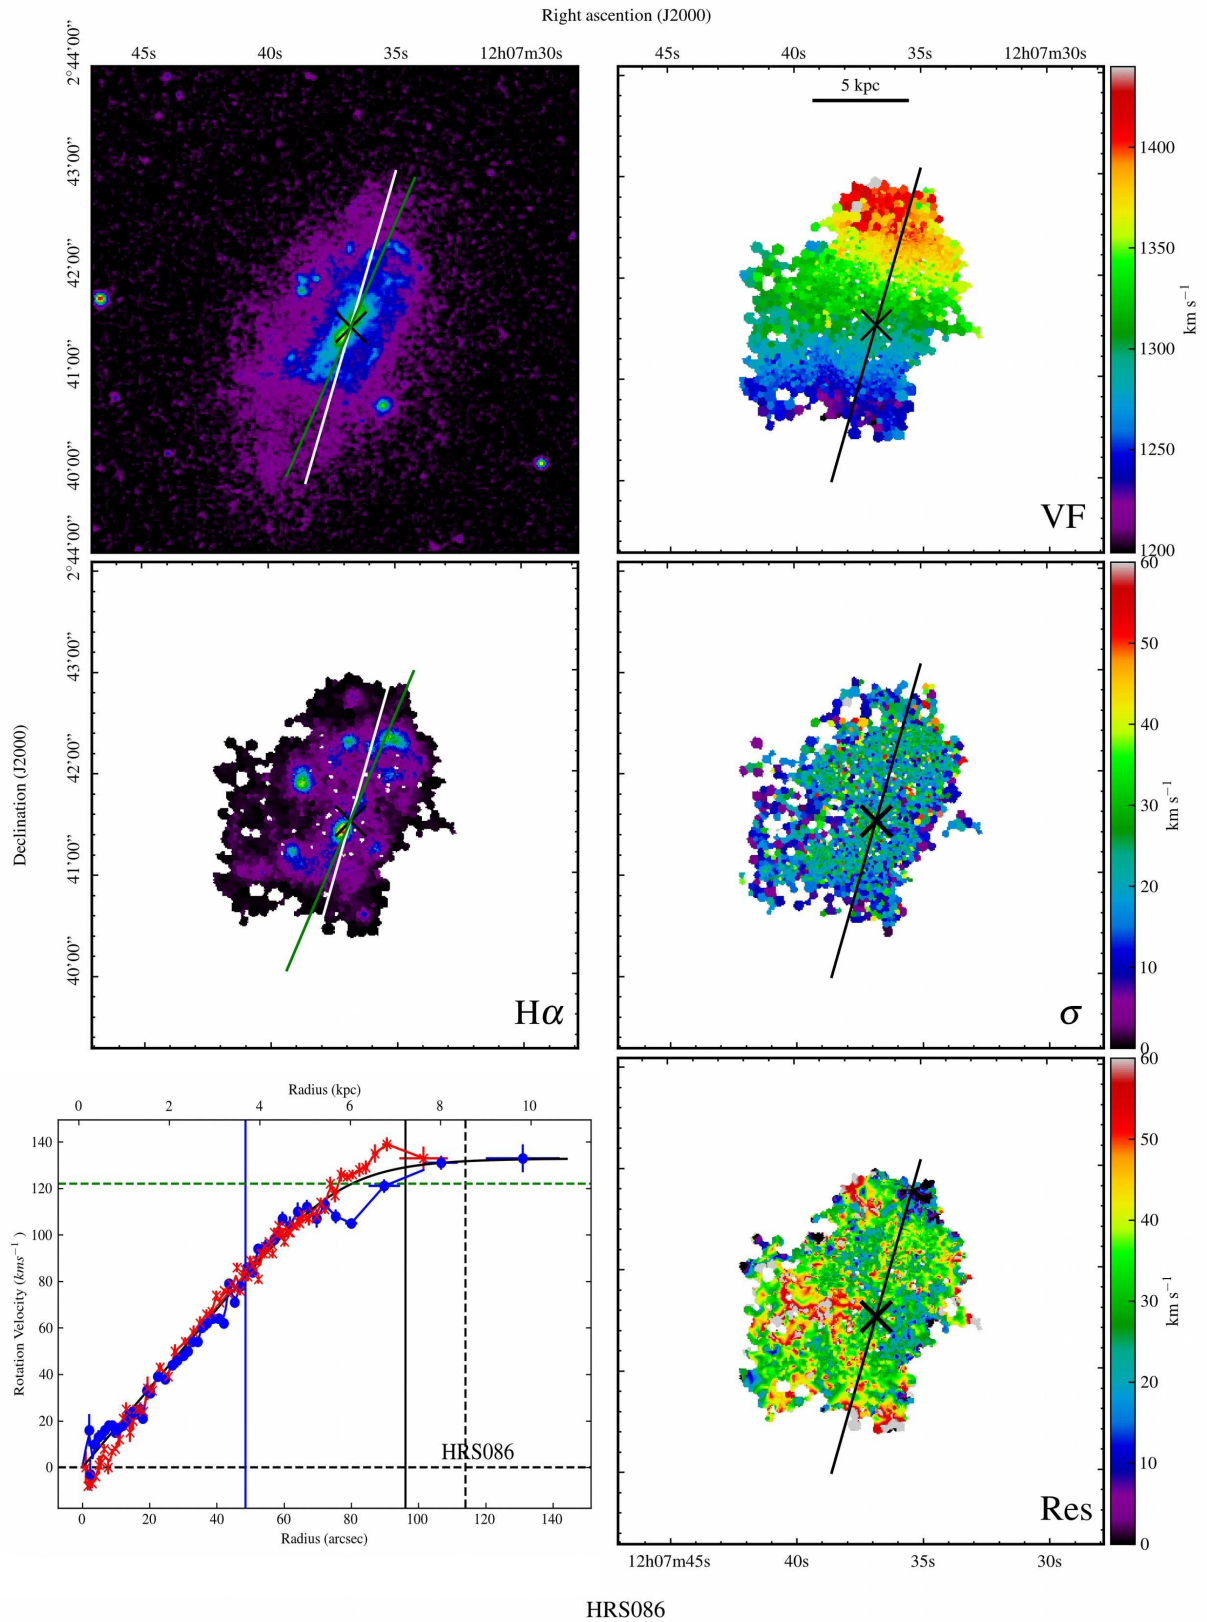 Right ascention (J2000)
45s 40s 35s 12h07m30s
45s 40s 35s 12h07m30s
2°44'00''
43'00''
42'00''
41'00''
40'00''
5 kpc
VF
1400
1350
1300
1250
1200
km s⁻¹
Declination (J2000)
2°44'00''
43'00''
42'00''
41'00''
40'00''
Hα
σ
60
50
40
30
20
10
0
km s⁻¹
Radius (kpc)
0 2 4 6 8 10
Rotation Velocity (kms⁻¹ )
140
120
100
80
60
40
20
0
HRS086
0 20 40 60 80 100 120 140
Radius (arcsec)
Res
60
50
40
30
20
10
0
km s⁻¹
12h07m45s 40s 35s 30s
HRS086